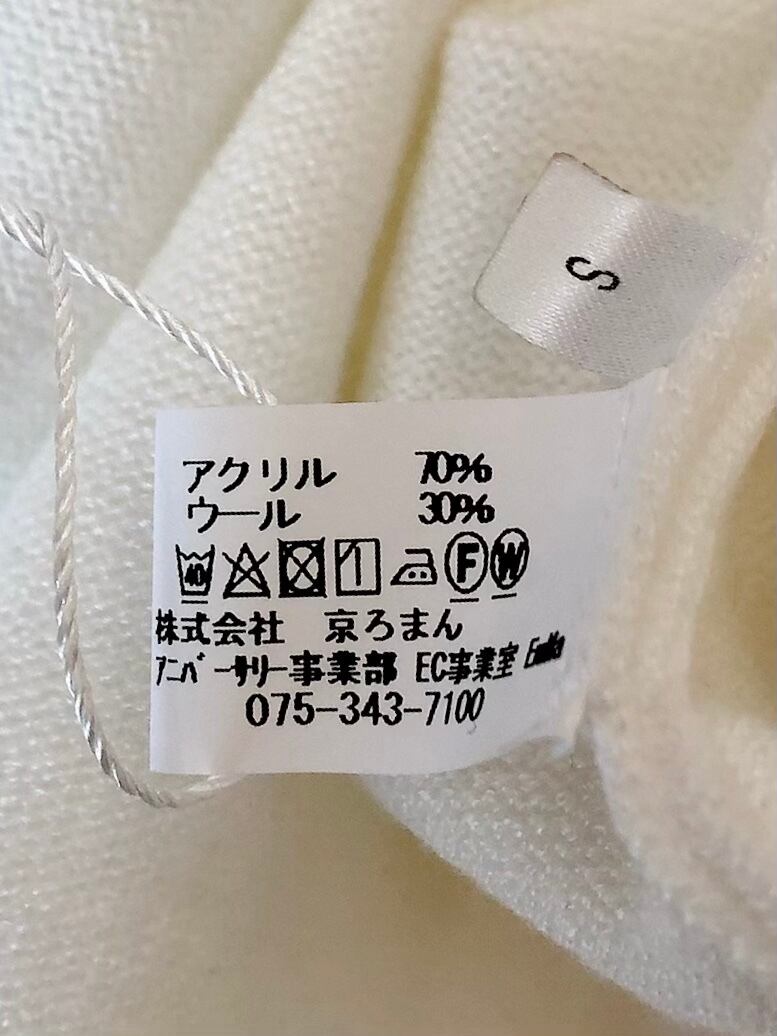 S
アクリル 70%
ウール 30%
40 F W
株式会社 京ろまん
アニバーサリー事業部 EC事業室
075-343-7100